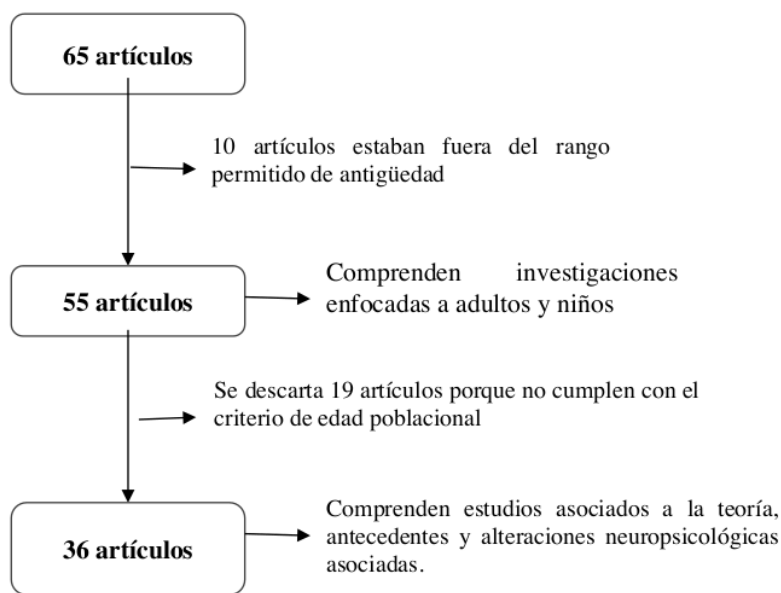 65 artículos
10 artículos estaban fuera del rango
permitido de antigüedad
55 artículos
Comprenden investigaciones
enfocadas a adultos y niños
Se descarta 19 artículos porque no cumplen con el
criterio de edad poblacional
36 artículos
Comprenden estudios asociados a la teoría,
antecedentes y alteraciones neuropsicológicas
asociadas.